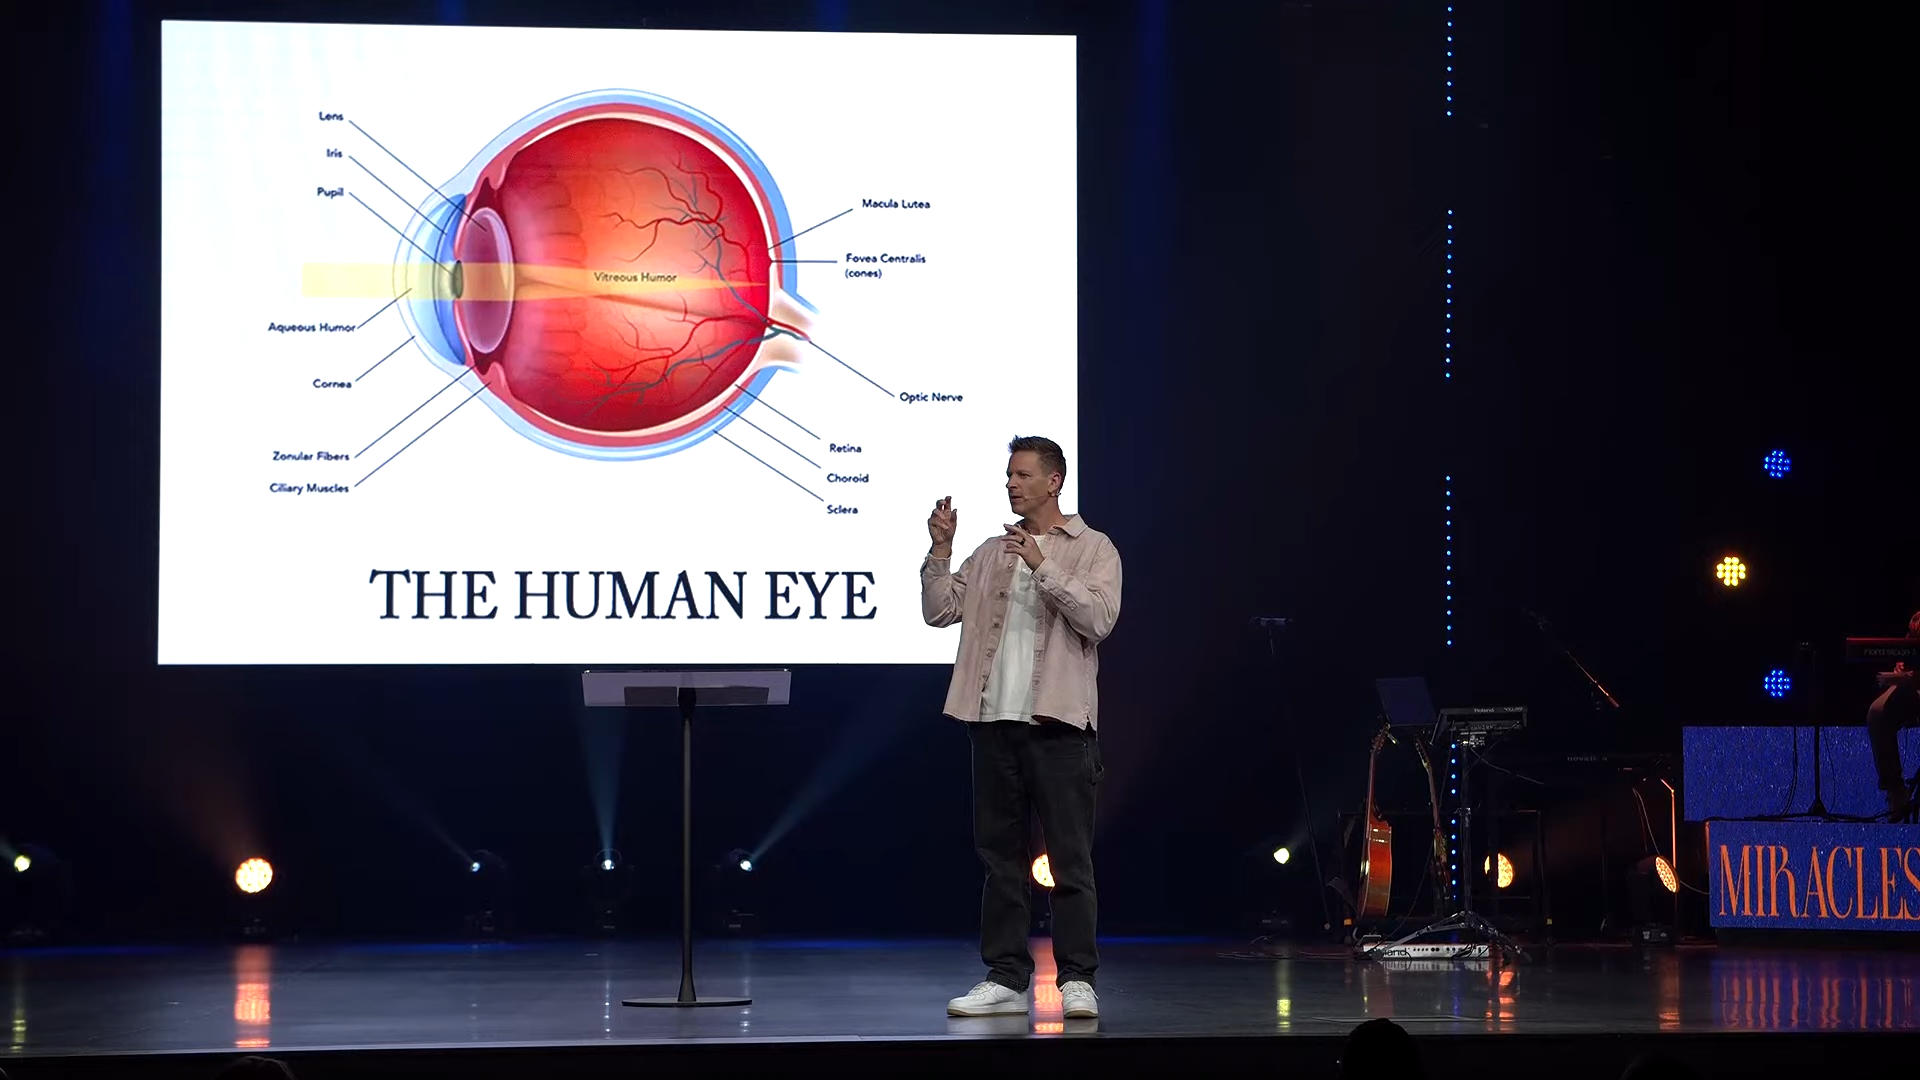 Lens
Iris
Pupil
Aqueous Humor
Cornea
Zonular Fibers
Ciliary Muscles
Vitreous Humor
Macula Lutea
Fovea Centralis
(cones)
Optic Nerve
Retina
Choroid
Sclera
THE HUMAN EYE
Roland
MIRACLES